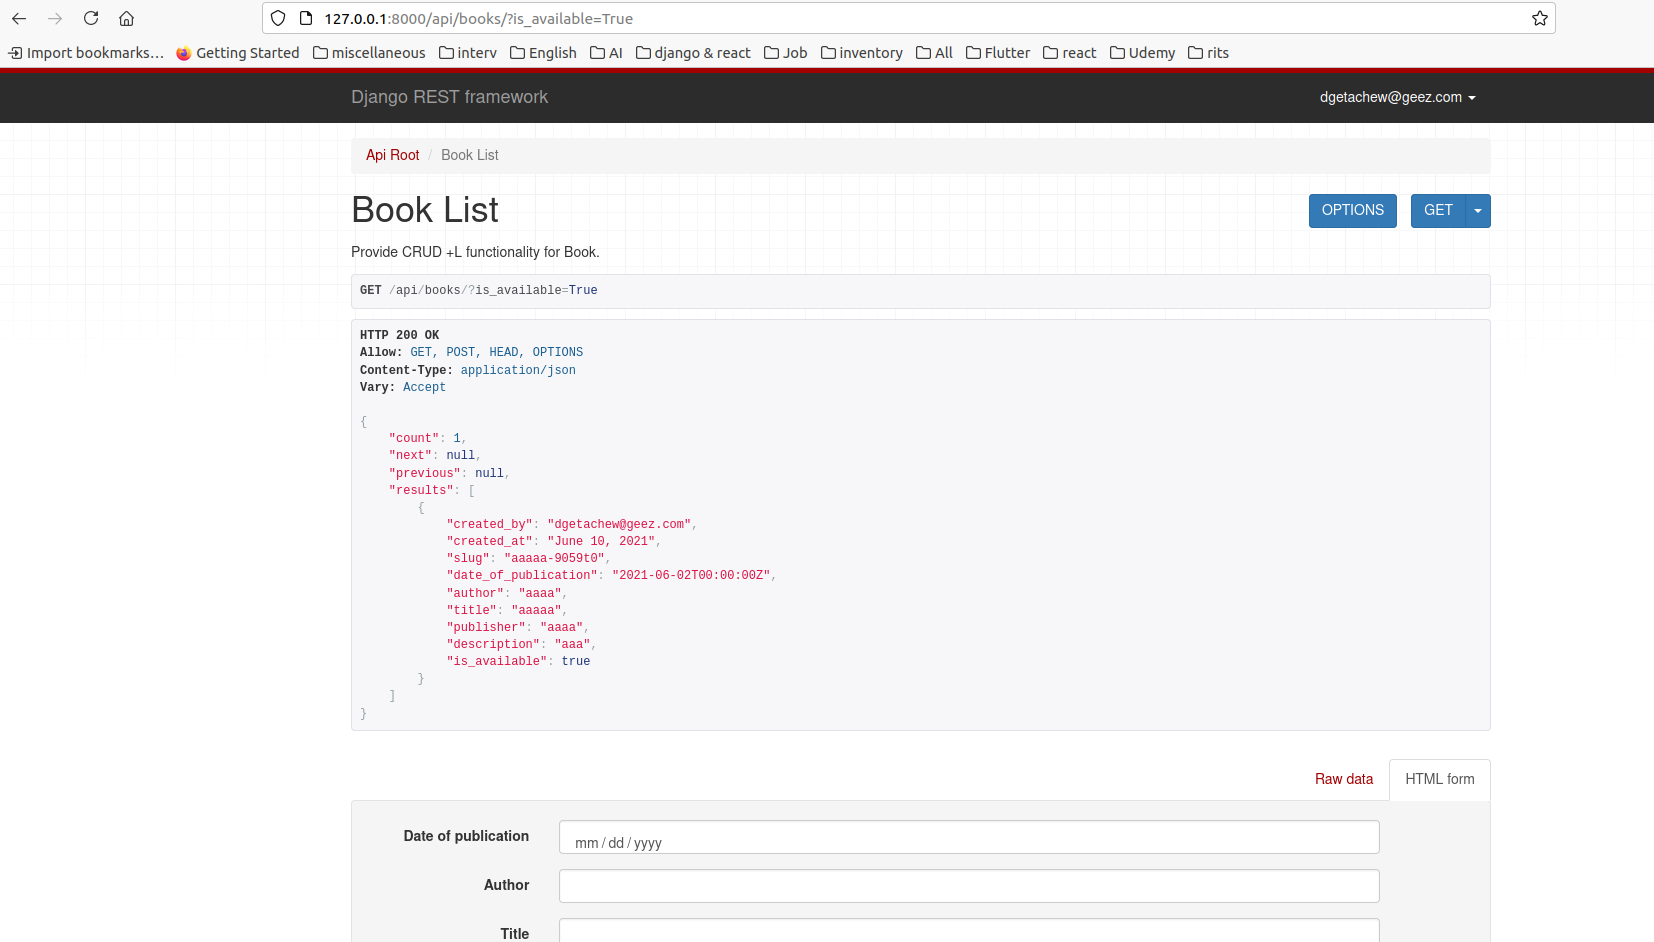 127.0.0.1:8000/api/books/?is_available=True
Import bookmarks… Getting Started miscellaneous interv English AI django & react Job inventory All Flutter react Udemy rits
Django REST framework dgetachew@geez.com
Api Root / Book List
Book List OPTIONS GET
Provide CRUD +L functionality for Book.
GET /api/books/?is_available=True
HTTP 200 OK
Allow: GET, POST, HEAD, OPTIONS
Content-Type: application/json
Vary: Accept
{
"count": 1,
"next": null,
"previous": null,
"results": [
{
"created_by": "dgetachew@geez.com",
"created_at": "June 10, 2021",
"slug": "aaaaa-9059t0",
"date_of_publication": "2021-06-02T00:00:00Z",
"author": "aaaa",
"title": "aaaaa",
"publisher": "aaaa",
"description": "aaa",
"is_available": true
}
]
}
Raw data HTML form
Date of publication mm / dd / yyyy
Author
Title